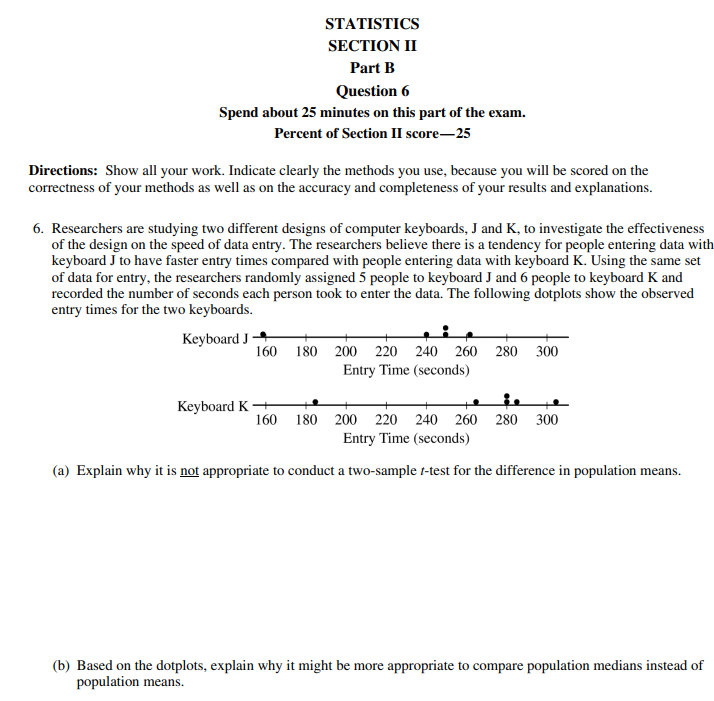 STATISTICS
SECTION II
Part B
Question 6
Spend about 25 minutes on this part of the exam.
Percent of Section II score—25
Directions: Show all your work. Indicate clearly the methods you use, because you will be scored on the
correctness of your methods as well as on the accuracy and completeness of your results and explanations.
6. Researchers are studying two different designs of computer keyboards, J and K, to investigate the effectiveness
of the design on the speed of data entry. The researchers believe there is a tendency for people entering data with
keyboard J to have faster entry times compared with people entering data with keyboard K. Using the same set
of data for entry, the researchers randomly assigned 5 people to keyboard J and 6 people to keyboard K and
recorded the number of seconds each person took to enter the data. The following dotplots show the observed
entry times for the two keyboards.
Keyboard J
160 180 200 220 240 260 280 300
Entry Time (seconds)
Keyboard K
160 180 200 220 240 260 280 300
Entry Time (seconds)
(a) Explain why it is not appropriate to conduct a two-sample t-test for the difference in population means.
(b) Based on the dotplots, explain why it might be more appropriate to compare population medians instead of
population means.